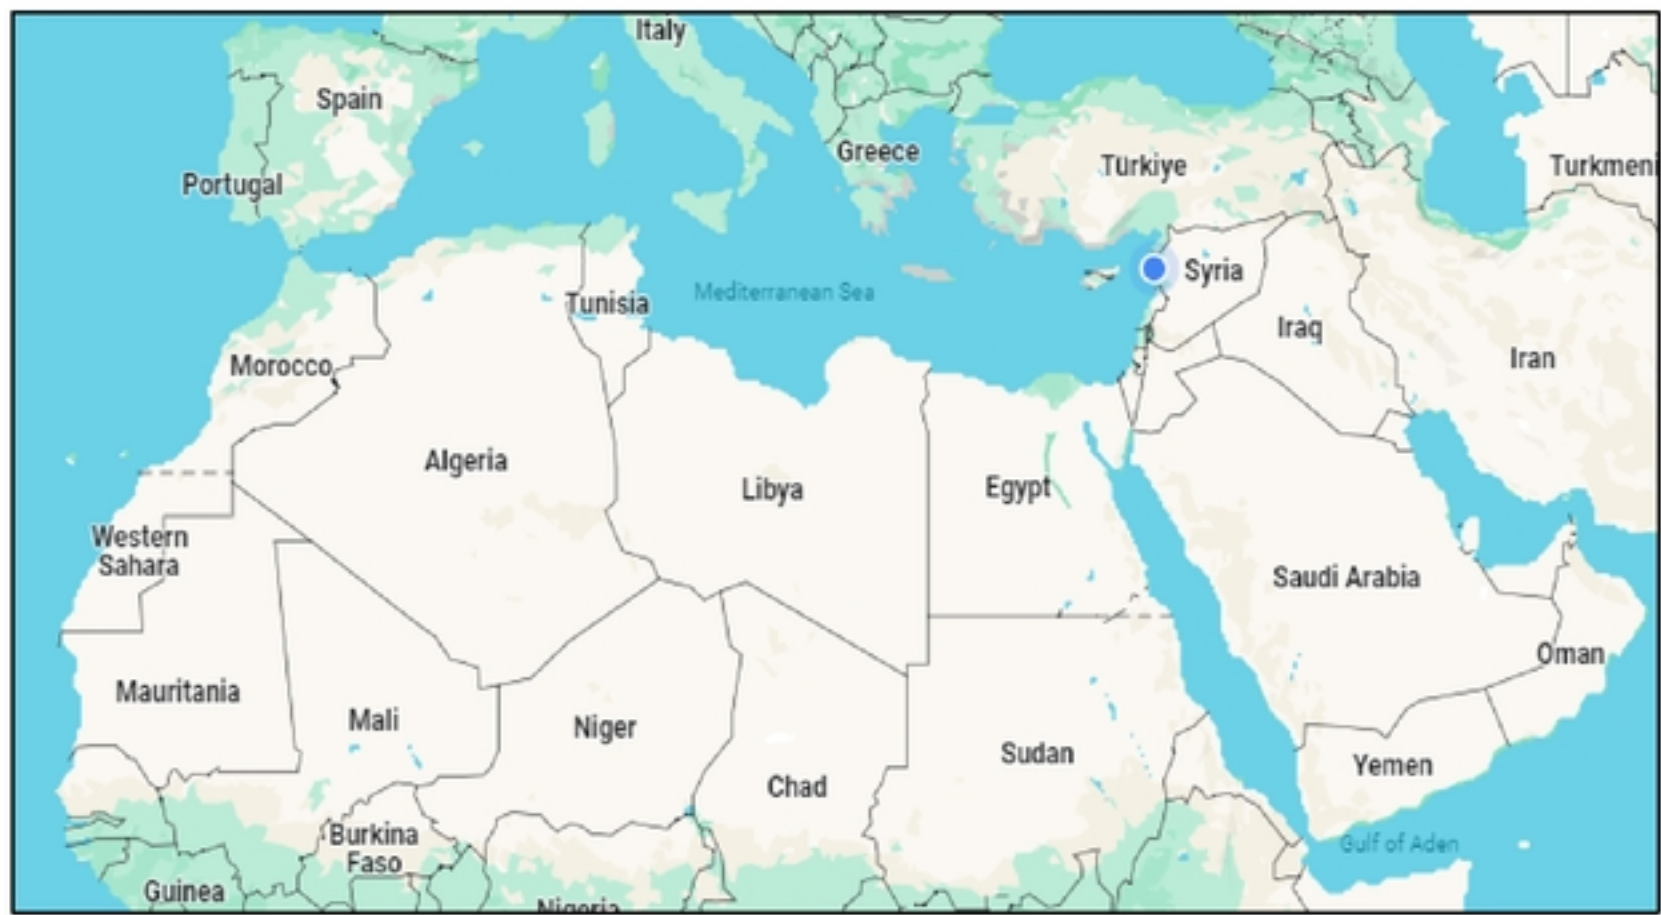 Italy
Spain
Greece
Türkiye
Turkmeni
Portugal
Syria
Mediterranean Sea
Tunisia
Iraq
Iran
Morocco
Algeria
Libya
Egypt
Western
Sahara
Saudi Arabia
Oman
Mauritania
Mali
Niger
Sudan
Yemen
Chad
Burkina
Faso
Gulf of Aden
Guinea
Nigeria